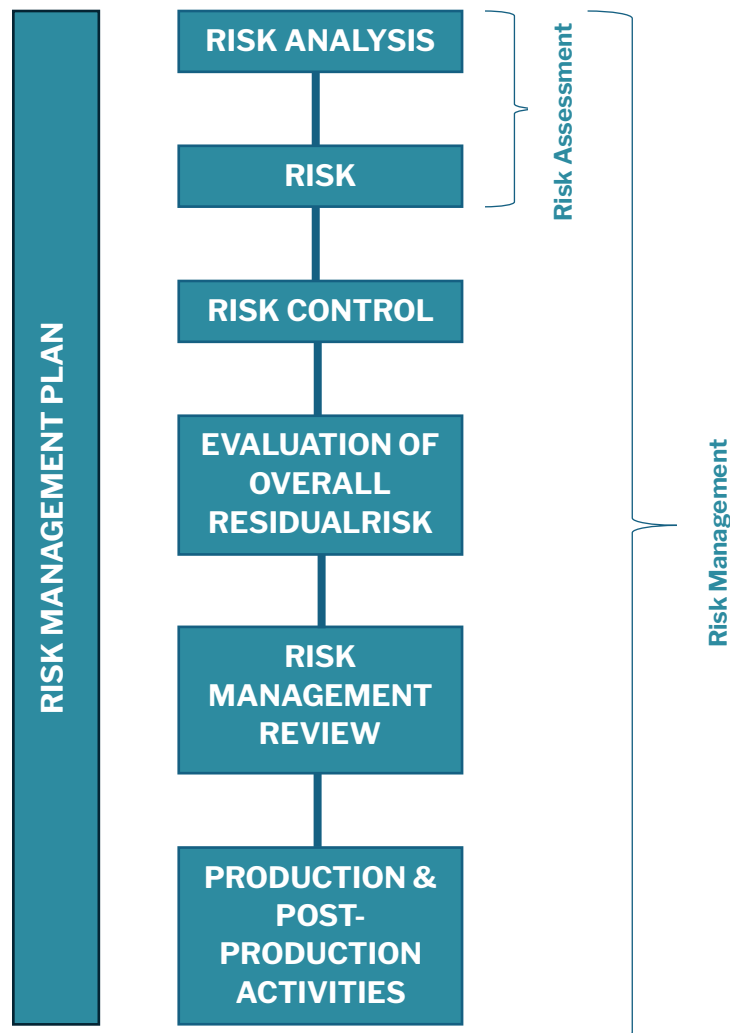 RISK MANAGEMENT PLAN
RISK ANALYSIS
RISK
RISK CONTROL
EVALUATION OF
OVERALL
RESIDUALRISK
RISK
MANAGEMENT
REVIEW
PRODUCTION &
POST-
PRODUCTION
ACTIVITIES
Risk Assessment
Risk Management